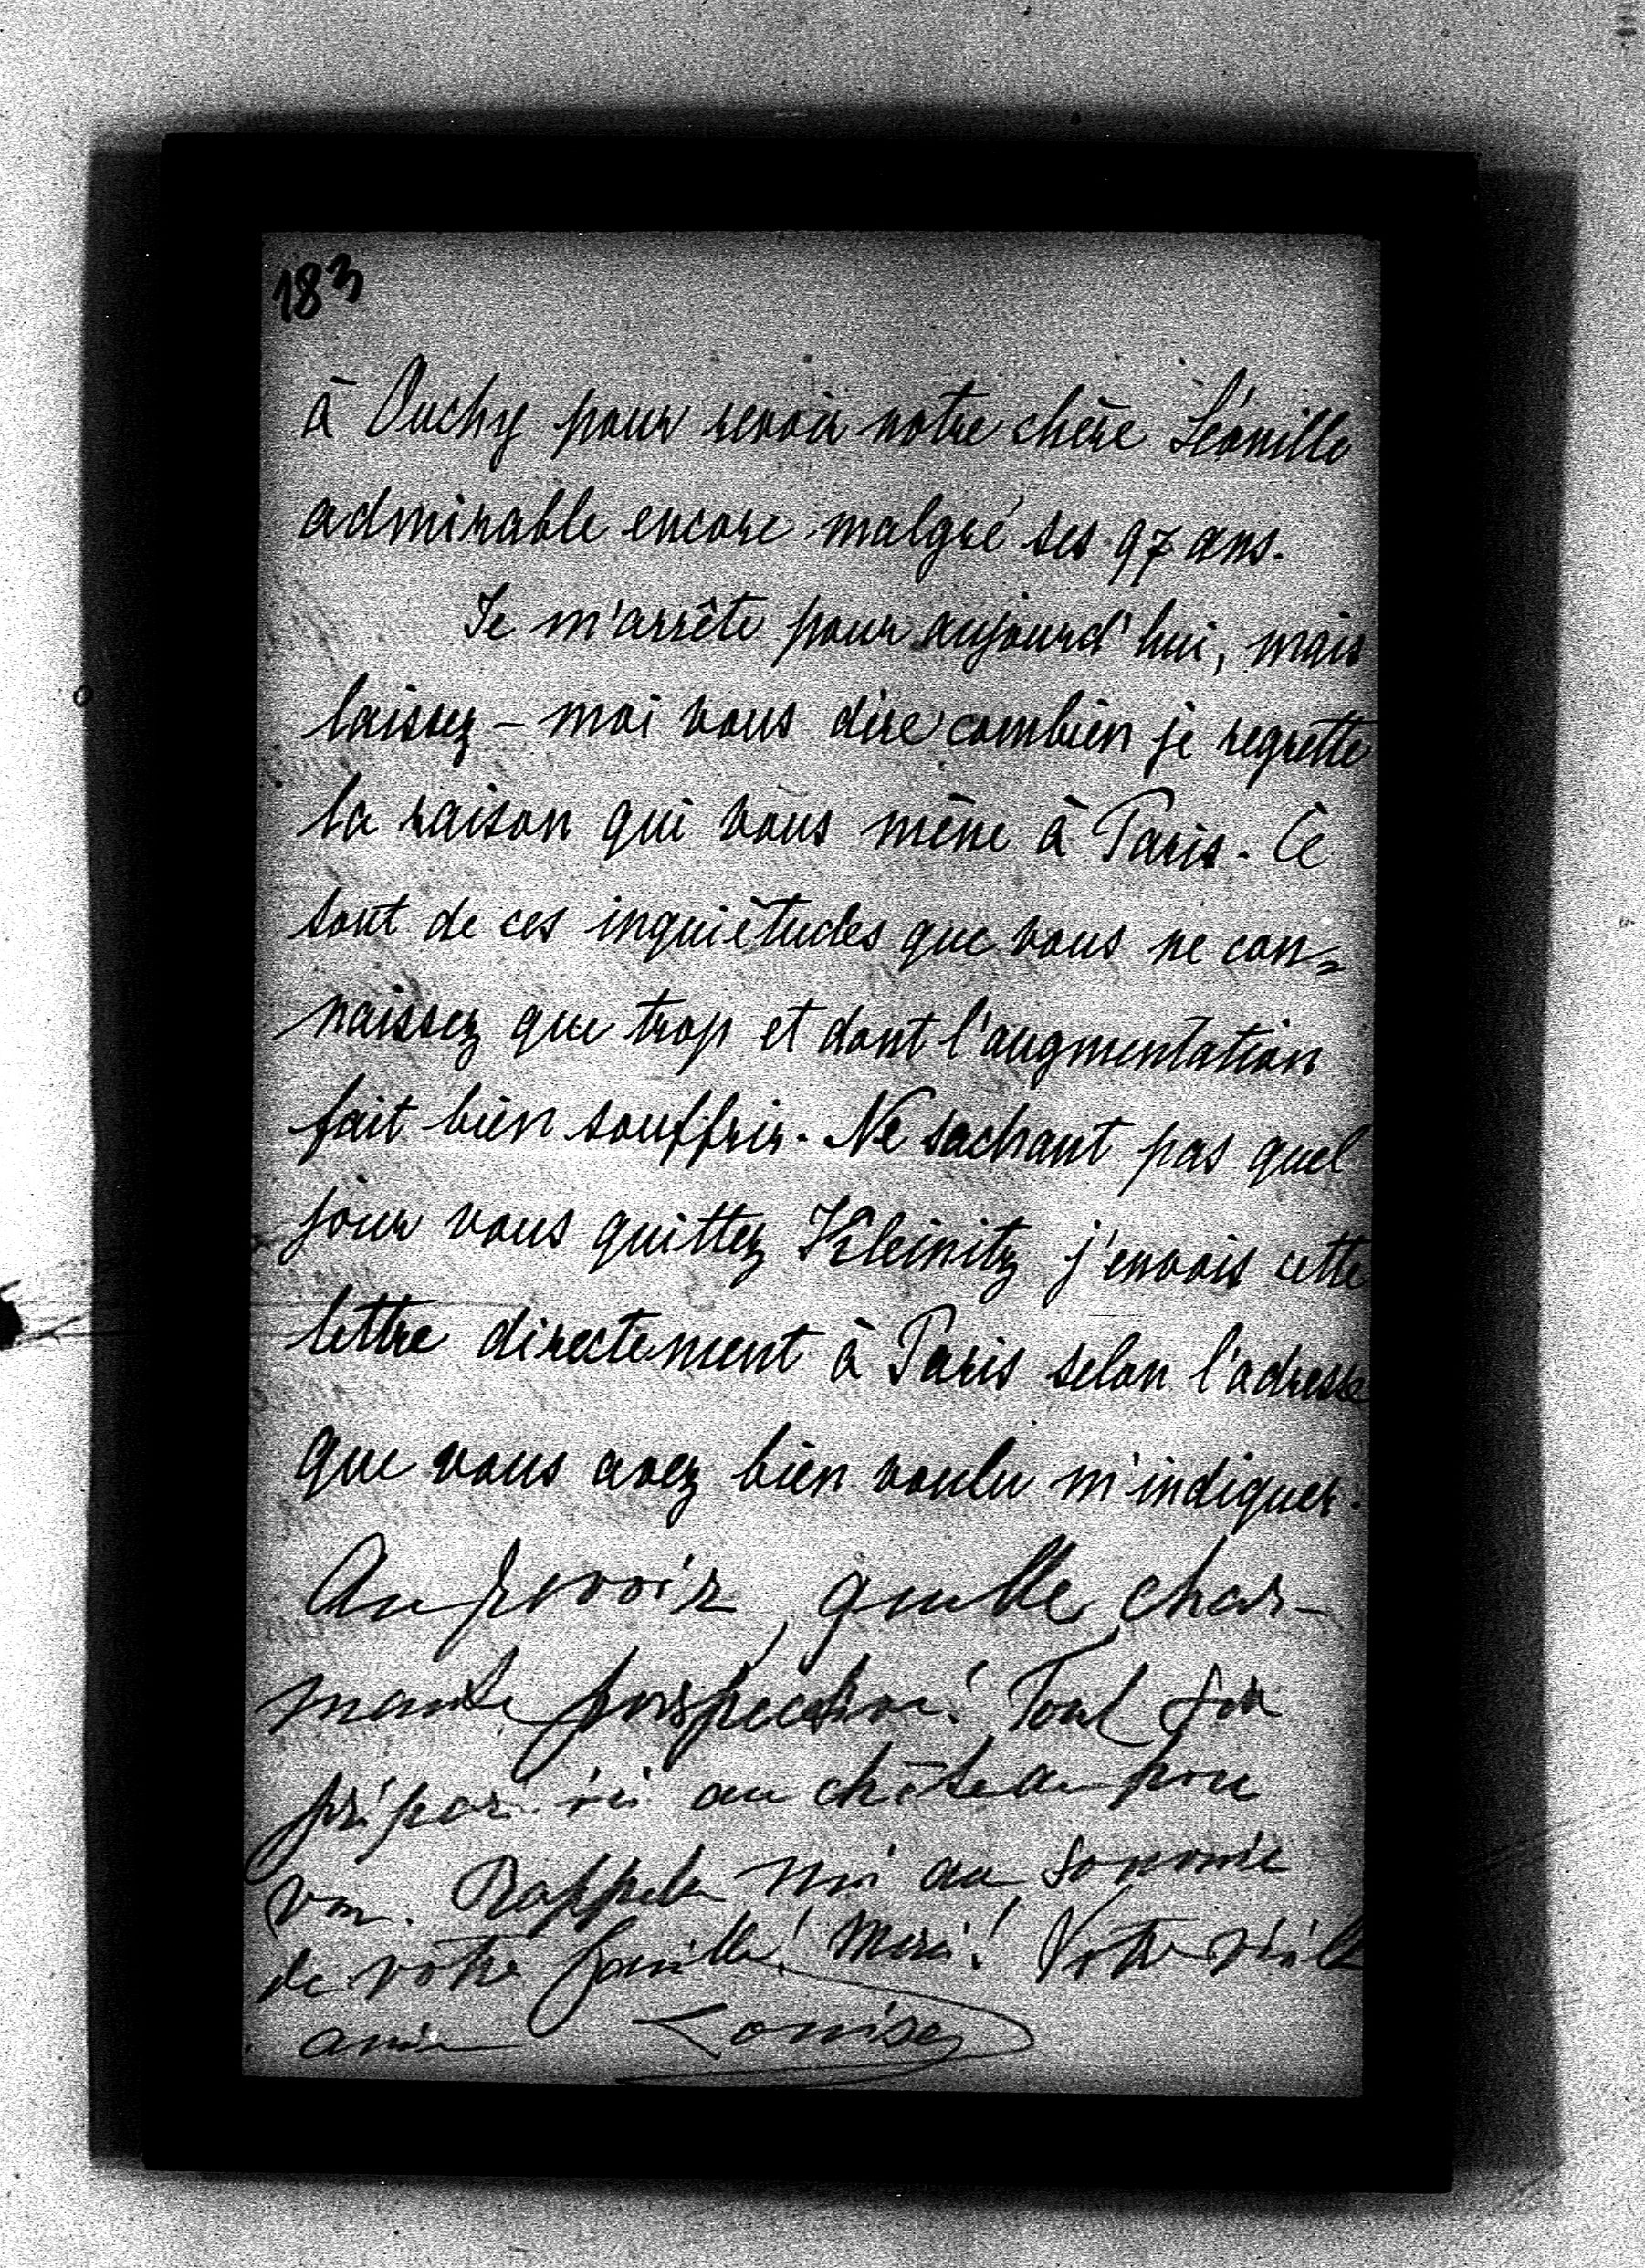 183
à Ouchy pour revoir notre chère Léonille
admirable encore malgré ses 97 ans.
Je m'arrête pour aujourd'hui, mais
laissez-moi vous dire combien je regrette
la raison qui vous mène à Paris. Ce
sont de ces inquiétudes que vous ne con=
naissez que trop et dont l'augmentation
fait bien souffrir. Ne sachant pas quel
jour vous quittez Kleinitz j'envois cette
lettre directement à Paris selon l'adresse
que vous avez bien voulu m'indiquer.
Au revoir, quelle char-
mante perspective! Tout
préparé ici au château pour
vous. Rappelez moi au souvenir
de votre famille! Merci! Votre vieille
amie Louise